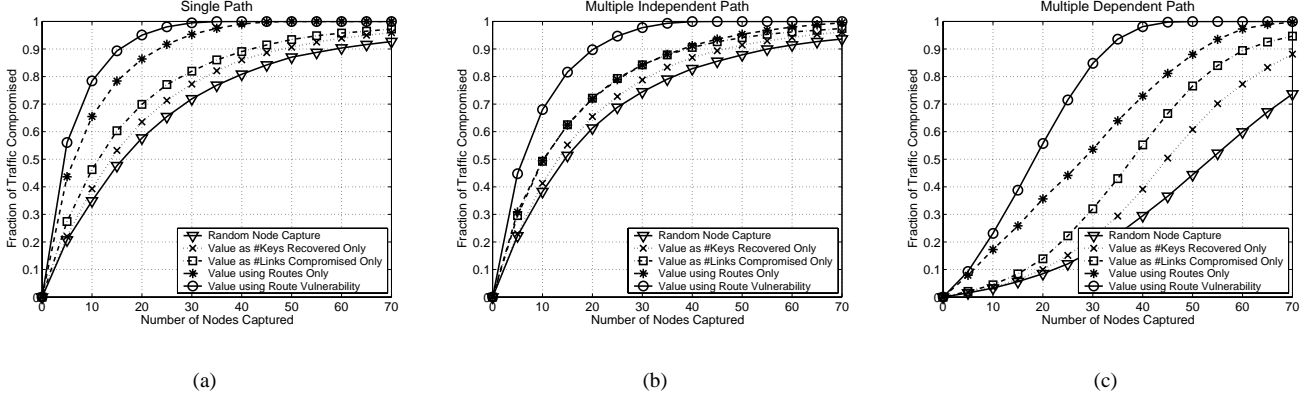 Single Path
Fraction of Traffic Compromised
1
0.9
0.8
0.7
0.6
0.5
0.4
0.3
0.2
0.1
0
Random Node Capture
Value as #Keys Recovered Only
Value as #Links Compromised Only
Value using Routes Only
Value using Route Vulnerability
0 10 20 30 40 50 60 70
Number of Nodes Captured
(a)
Multiple Independent Path
Fraction of Traffic Compromised
1
0.9
0.8
0.7
0.6
0.5
0.4
0.3
0.2
0.1
0
Random Node Capture
Value as #Keys Recovered Only
Value as #Links Compromised Only
Value using Routes Only
Value using Route Vulnerability
0 10 20 30 40 50 60 70
Number of Nodes Captured
(b)
Multiple Dependent Path
Fraction of Traffic Compromised
1
0.9
0.8
0.7
0.6
0.5
0.4
0.3
0.2
0.1
0
Random Node Capture
Value as #Keys Recovered Only
Value as #Links Compromised Only
Value using Routes Only
Value using Route Vulnerability
0 10 20 30 40 50 60 70
Number of Nodes Captured
(c)